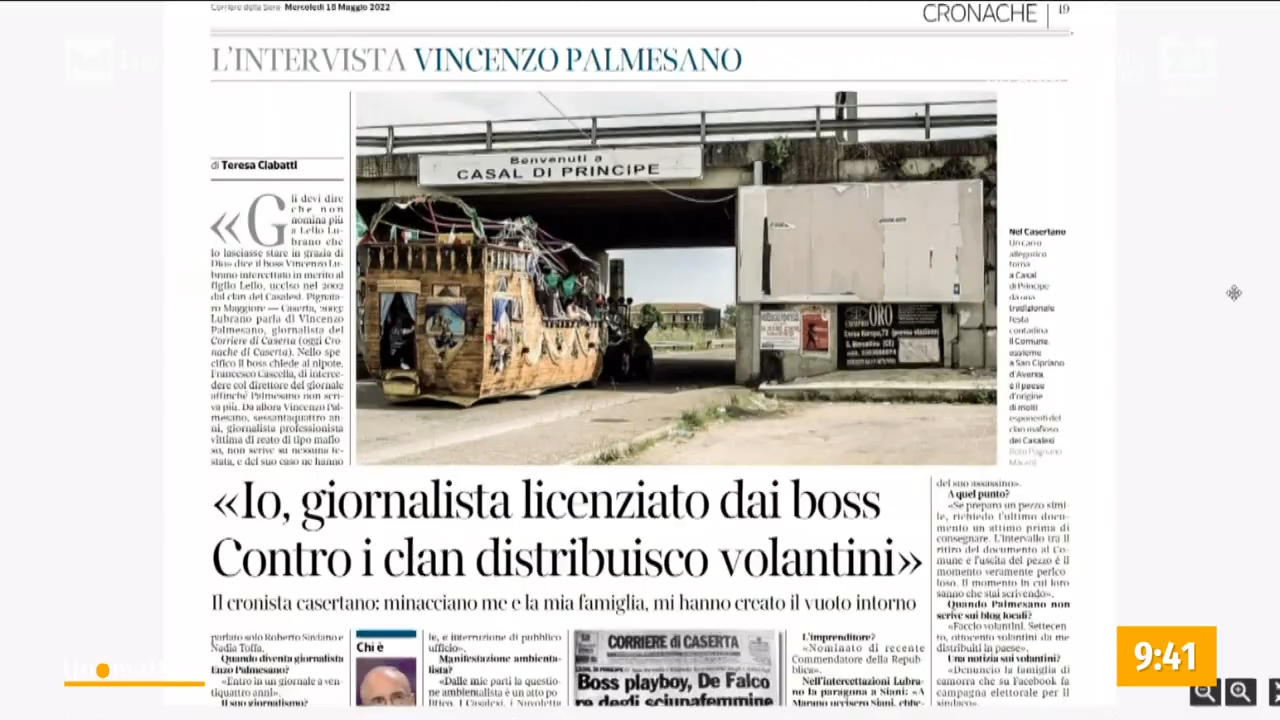 Corriere della Sera Mercoledì 18 Maggio 2022
CRONACHE
19
L'INTERVISTA VINCENZO PALMESANO
di Teresa Ciabatti
«Gli devi dire
che non
nomina più
a Lello Lu-
brano che
lo lasciasse stare in grazia di
Dio» dice il boss Vincenzo Lu-
brano intercettato in merito al
figlio Lello, ucciso nel 2002
dal clan dei Casalesi. Pignata-
ro Maggiore — Caserta, 2003:
Lubrano parla di Vincenzo
Palmesano, giornalista del
Corriere di Caserta (oggi Cro-
nache di Caserta). Nello spe-
cifico il boss chiede al nipote,
Francesco Cascella, di interce-
dere col direttore del giornale
affinché Palmesano non scri-
va più. Da allora Vincenzo Pal-
mesano, sessantaquattro an-
ni, giornalista professionista
vittima di reato di tipo mafio-
so, non scrive su nessuna te-
stata, e del suo caso ne hanno
Benvenuti a
CASAL DI PRINCIPE
COMPRO ORO
Nel Casertano
Un carro
allegorico
torna
a Casal
di Principe
da una
tradizionale
festa
contadina
Il Comune,
assieme
a San Cipriano
d'Aversa,
è il paese
d'origine
di molti
esponenti del
clan mafioso
dei Casalesi
«Io, giornalista licenziato dai boss
Contro i clan distribuisco volantini»
Il cronista casertano: minacciano me e la mia famiglia, mi hanno creato il vuoto intorno
parlato solo Roberto Saviano e
Nadia Toffa.
Quando diventa giornalista
Enzo Palmesano?
«Entro in un giornale a ven-
tiquattro anni».
Il suo giornalismo?
Chi è
le, e interruzione di pubblico
ufficio».
Manifestazione ambienta-
lista?
«Dalle mie parti la questio-
ne ambientalista è un atto po-
litico. I Casalesi, i Nuvoletta
CORRIERE di CASERTA
Boss playboy, De Falco
re degli sciupafemmine
L'imprenditore?
«Nominato di recente
Commendatore della Repub-
blica».
Nell'intercettazioni Lubra-
no la paragona a Siani: «A
Marano uccisero Siani, ebbe-
del suo assassino».
A quel punto?
«Se preparo un pezzo simi-
le, richiedo l'ultimo docu-
mento un attimo prima di
consegnare. L'intervallo tra il
ritiro del documento al Co-
mune e l'uscita del pezzo è il
momento veramente perico-
loso. Il momento in cui loro
sanno che stai scrivendo».
Quando Palmesano non
scrive sui blog locali?
«Faccio volantini. Settecen-
to, ottocento volantini da me
distribuiti in paese».
Una notizia sui volantini?
«Denuncio la famiglia di
camorra che su Facebook fa
campagna elettorale per il
sindaco».
9:41